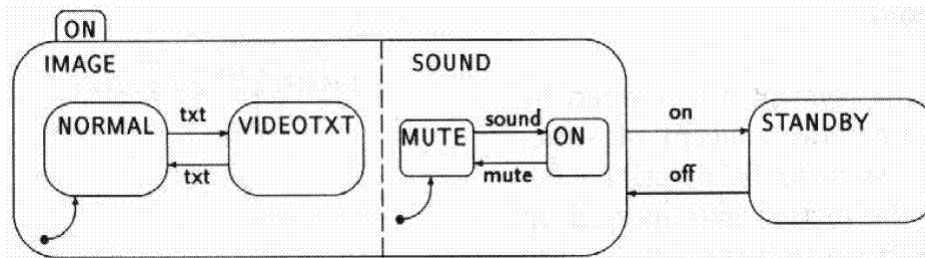 ON
IMAGE
SOUND
NORMAL
txt
VIDEOTXT
txt
MUTE
sound
ON
mute
on
STANDBY
off